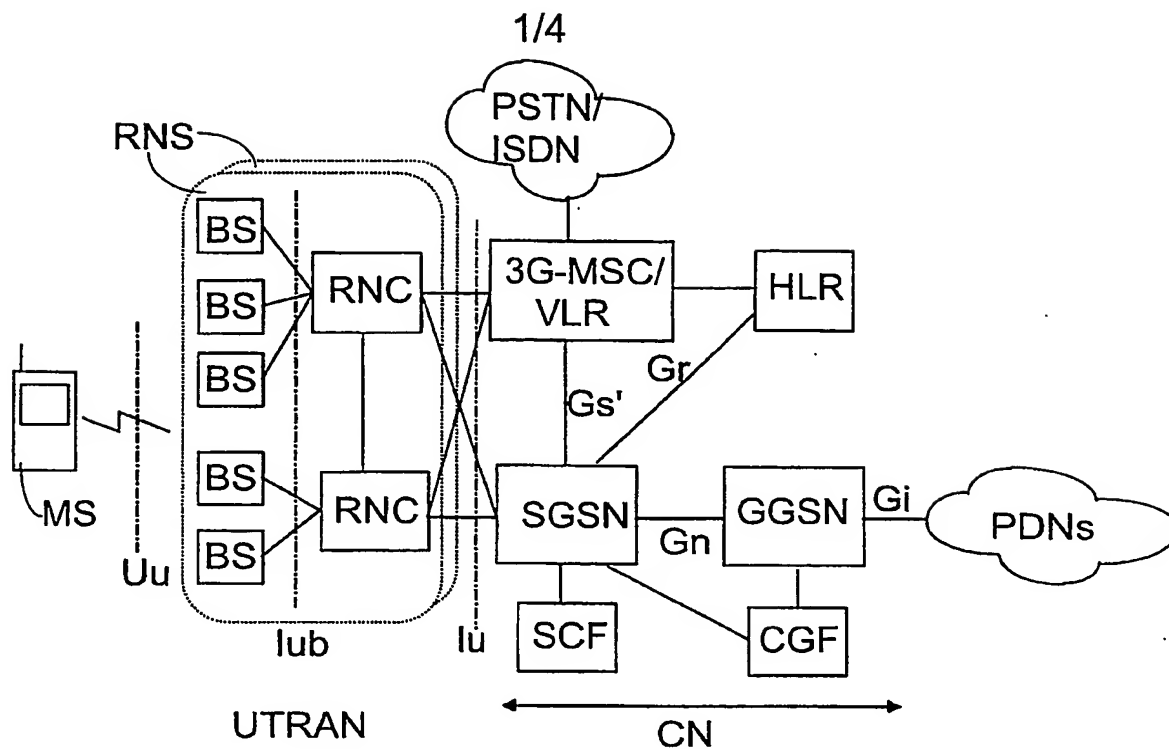 1/4
PSTN/
ISDN
RNS
BS
BS
BS
BS
BS
RNC
RNC
3G-MSC/
VLR
HLR
Gr
Gs'
MS
Uu
Iub
Iu
SGSN
Gn
GGSN
Gi
PDNs
SCF
CGF
UTRAN
CN